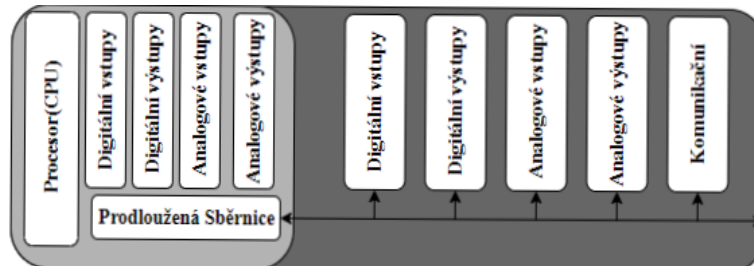 Procesor(CPU)
Digitální vstupy
Digitální výstupy
Analogové vstupy
Analogové výstupy
Prodloužená Sběrnice
Digitální vstupy
Digitální výstupy
Analogové vstupy
Analogové výstupy
Komunikační